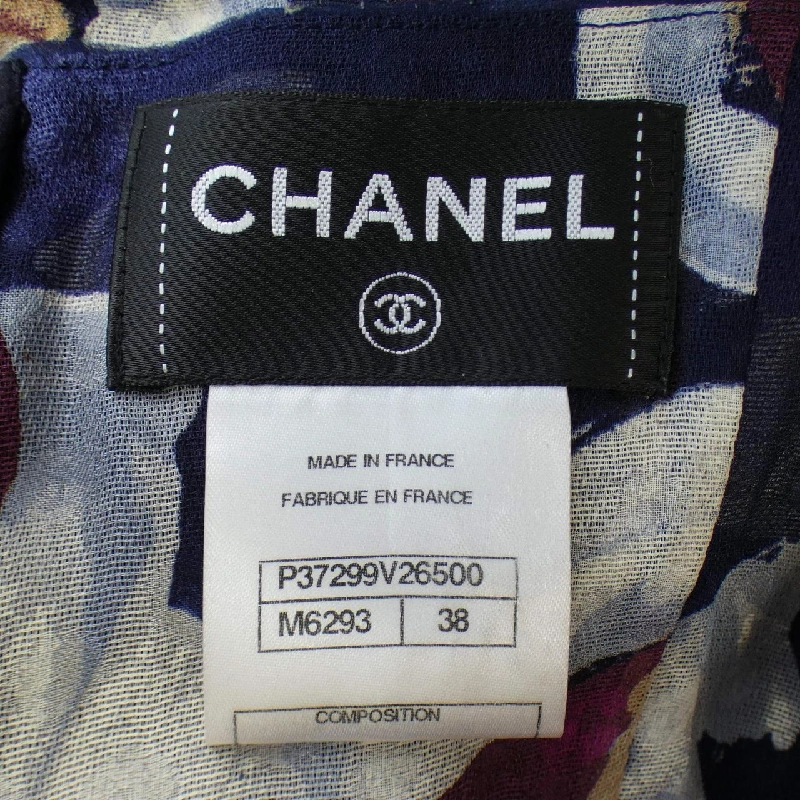 CHANEL
MADE IN FRANCE
FABRIQUE EN FRANCE
P37299V26500
M6293 38
COMPOSITION